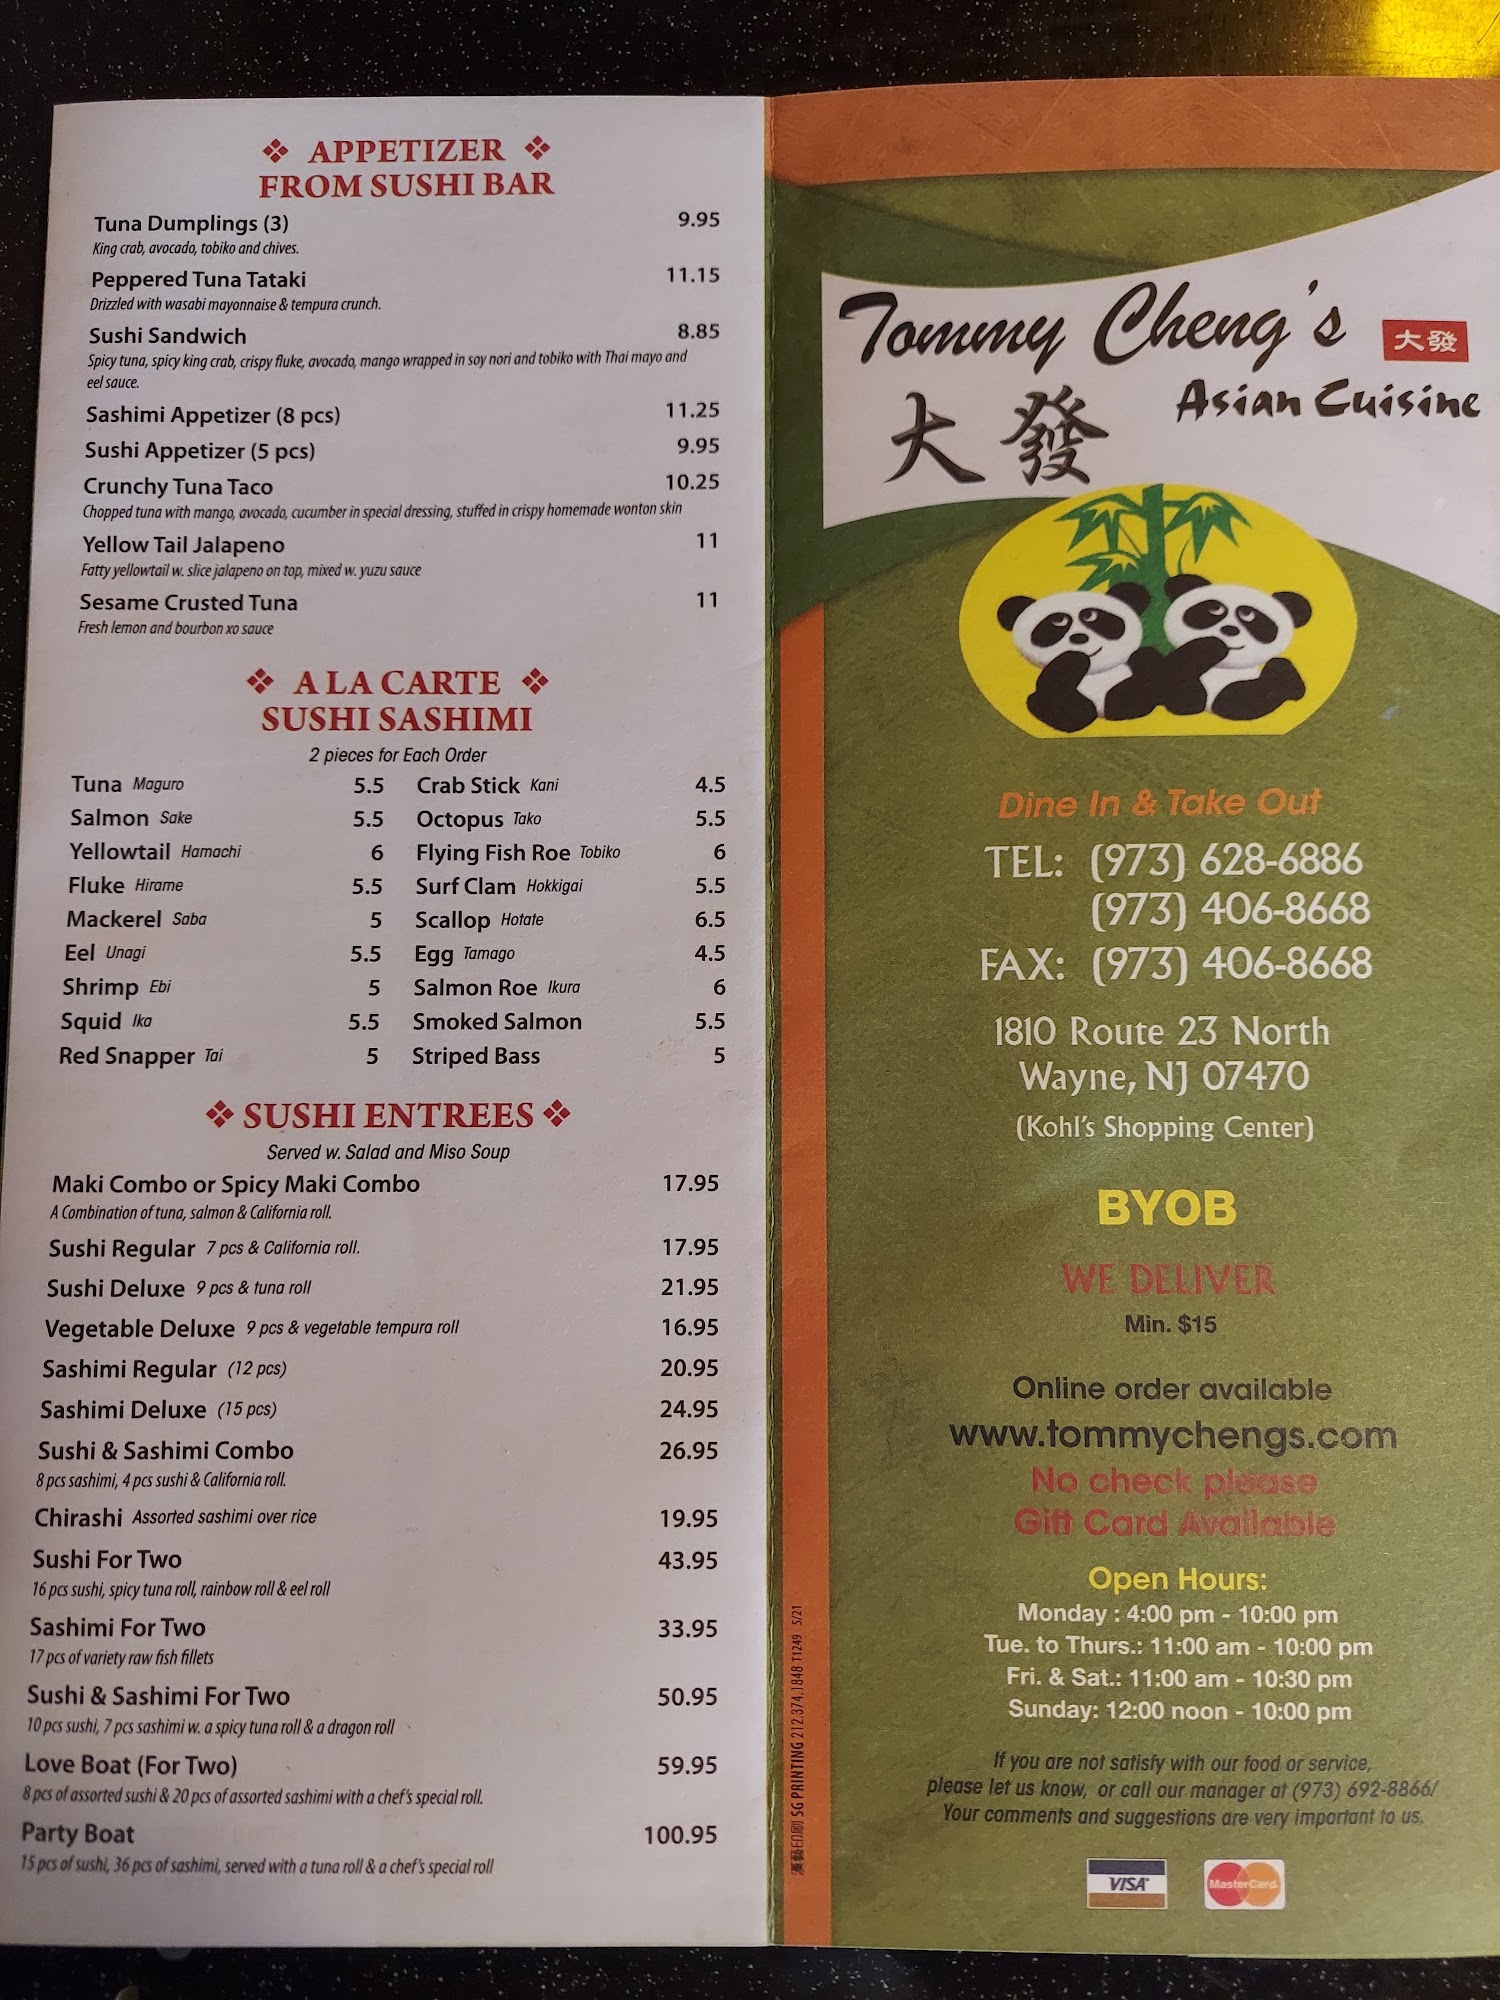 ❖ APPETIZER ❖
FROM SUSHI BAR
Tuna Dumplings (3) 9.95
King crab, avocado, tobiko and chives.
Peppered Tuna Tataki 11.15
Drizzled with wasabi mayonnaise & tempura crunch.
Sushi Sandwich 8.85
Spicy tuna, spicy king crab, crispy fluke, avocado, mango wrapped in soy nori and tobiko with Thai mayo and
eel sauce.
Sashimi Appetizer (8 pcs) 11.25
Sushi Appetizer (5 pcs) 9.95
Crunchy Tuna Taco 10.25
Chopped tuna with mango, avocado, cucumber in special dressing, stuffed in crispy homemade wonton skin
Yellow Tail Jalapeno 11
Fatty yellowtail w. slice jalapeno on top, mixed w. yuzu sauce
Sesame Crusted Tuna 11
Fresh lemon and bourbon xo sauce
❖ A LA CARTE ❖
SUSHI SASHIMI
2 pieces for Each Order
Tuna Maguro 5.5 Crab Stick Kani 4.5
Salmon Sake 5.5 Octopus Tako 5.5
Yellowtail Hamachi 6 Flying Fish Roe Tobiko 6
Fluke Hirame 5.5 Surf Clam Hokkigai 5.5
Mackerel Saba 5 Scallop Hotate 6.5
Eel Unagi 5.5 Egg Tamago 4.5
Shrimp Ebi 5 Salmon Roe Ikura 6
Squid Ika 5.5 Smoked Salmon 5.5
Red Snapper Tai 5 Striped Bass 5
❖ SUSHI ENTREES ❖
Served w. Salad and Miso Soup
Maki Combo or Spicy Maki Combo 17.95
A Combination of tuna, salmon & California roll.
Sushi Regular 7 pcs & California roll. 17.95
Sushi Deluxe 9 pcs & tuna roll 21.95
Vegetable Deluxe 9 pcs & vegetable tempura roll 16.95
Sashimi Regular (12 pcs) 20.95
Sashimi Deluxe (15 pcs) 24.95
Sushi & Sashimi Combo 26.95
8 pcs sashimi, 4 pcs sushi & California roll.
Chirashi Assorted sashimi over rice 19.95
Sushi For Two 43.95
16 pcs sushi, spicy tuna roll, rainbow roll & eel roll
Sashimi For Two 33.95
17 pcs of variety raw fish fillets
Sushi & Sashimi For Two 50.95
10 pcs sushi, 7 pcs sashimi w. a spicy tuna roll & a dragon roll
Love Boat (For Two) 59.95
8 pcs of assorted sushi & 20 pcs of assorted sashimi with a chef's special roll.
Party Boat 100.95
15 pcs of sushi, 36 pcs of sashimi, served with a tuna roll & a chef's special roll
SG PRINTING 212.374.1848 T1249 5/21
Tommy Cheng's 大發
大發 Asian Cuisine
Dine In & Take Out
TEL: (973) 628-6886
(973) 406-8668
FAX: (973) 406-8668
1810 Route 23 North
Wayne, NJ 07470
(Kohl's Shopping Center)
BYOB
WE DELIVER
Min. $15
Online order available
www.tommychengs.com
No check please
Gift Card Available
Open Hours:
Monday : 4:00 pm - 10:00 pm
Tue. to Thurs.: 11:00 am - 10:00 pm
Fri. & Sat.: 11:00 am - 10:30 pm
Sunday: 12:00 noon - 10:00 pm
If you are not satisfy with our food or service,
please let us know, or call our manager at (973) 692-8866/
Your comments and suggestions are very important to us.
VISA MasterCard